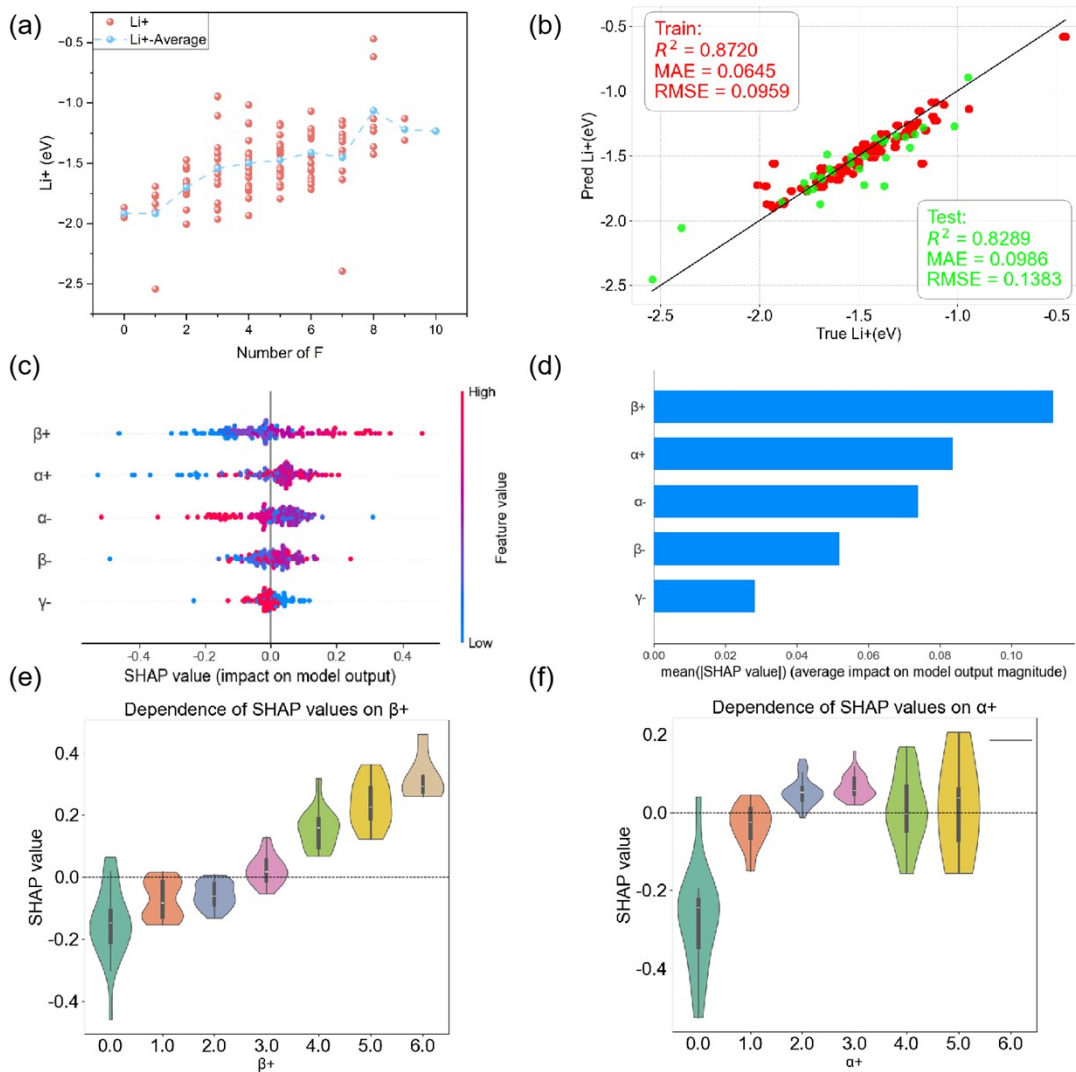 (a)
Li+
Li+-Average
−0.5
−1.0
−1.5
−2.0
−2.5
Li+ (eV)
0
2
4
6
8
10
Number of F
(b)
Train:
R² = 0.8720
MAE = 0.0645
RMSE = 0.0959
Test:
R² = 0.8289
MAE = 0.0986
RMSE = 0.1383
-0.5
-1.0
-1.5
-2.0
-2.5
Pred Li+(eV)
-2.5
-2.0
-1.5
-1.0
-0.5
True Li+(eV)
(c)
β+
α+
α-
β-
γ-
-0.4
-0.2
0.0
0.2
0.4
SHAP value (impact on model output)
High
Feature value
Low
(d)
β+
α+
α-
β-
γ-
0.00
0.02
0.04
0.06
0.08
0.10
mean(|SHAP value|) (average impact on model output magnitude)
(e)
Dependence of SHAP values on β+
0.4
0.2
0.0
-0.2
-0.4
SHAP value
0.0
1.0
2.0
3.0
4.0
5.0
6.0
β+
(f)
Dependence of SHAP values on α+
0.2
0.0
-0.2
-0.4
SHAP value
0.0
1.0
2.0
3.0
4.0
5.0
6.0
α+